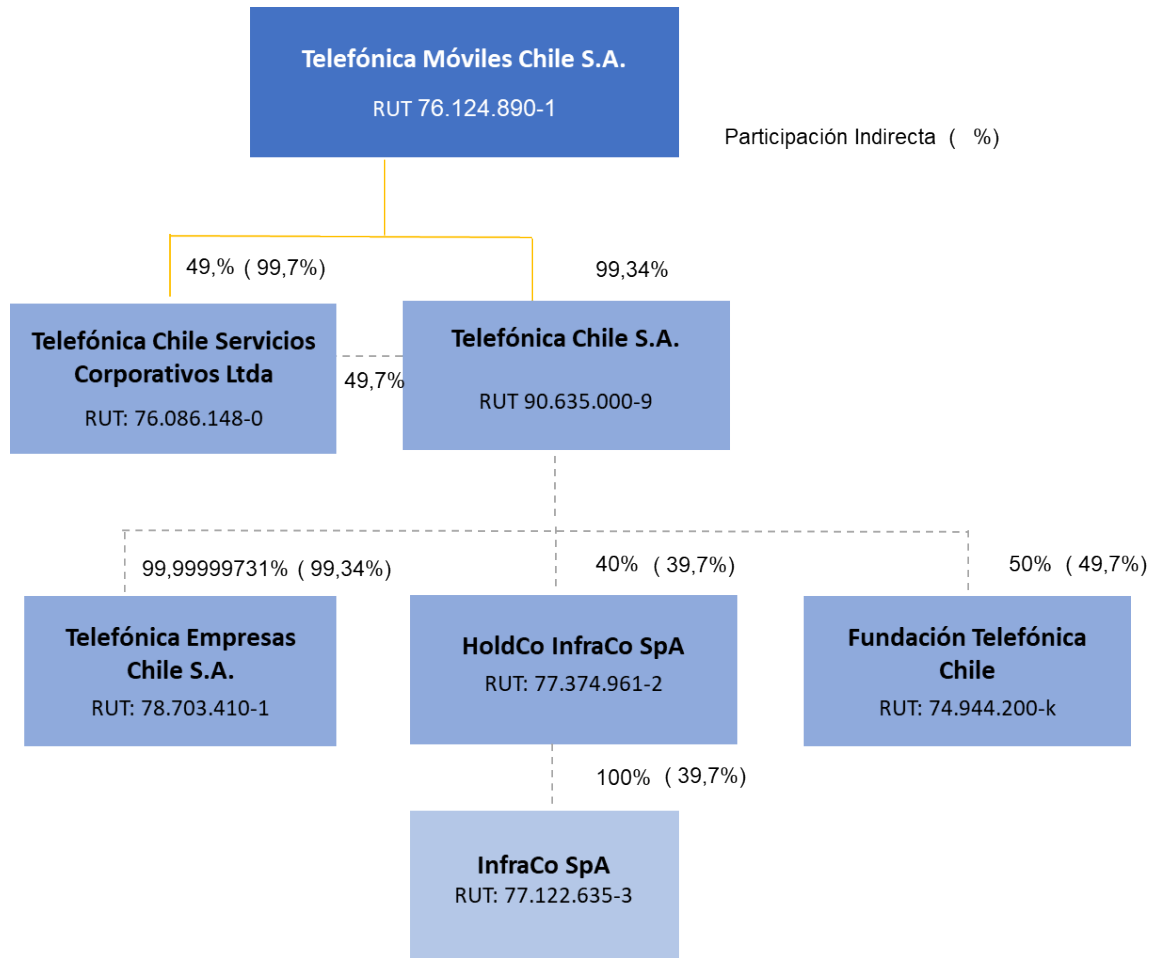 Telefónica Móviles Chile S.A.
RUT 76.124.890-1
Participación Indirecta ( %)
49,% ( 99,7%)
99,34%
Telefónica Chile Servicios
Corporativos Ltda
RUT: 76.086.148-0
49,7%
Telefónica Chile S.A.
RUT 90.635.000-9
99,99999731% ( 99,34%)
40% ( 39,7%)
50% ( 49,7%)
Telefónica Empresas
Chile S.A.
RUT: 78.703.410-1
HoldCo InfraCo SpA
RUT: 77.374.961-2
Fundación Telefónica
Chile
RUT: 74.944.200-k
100% ( 39,7%)
InfraCo SpA
RUT: 77.122.635-3